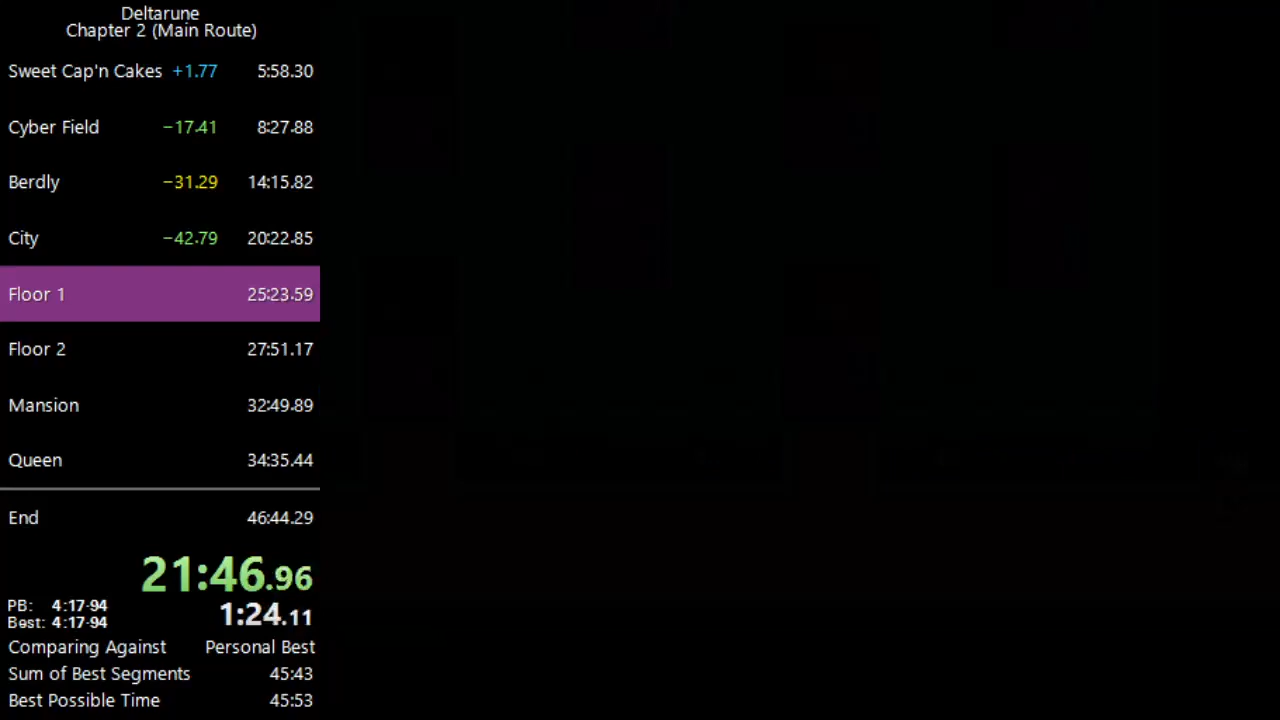 Deltarune
Chapter 2 (Main Route)
Sweet Cap'n Cakes +1.77 5:58.30
Cyber Field −17.41 8:27.88
Berdly −31.29 14:15.82
City −42.79 20:22.85
Floor 1 25:23.59
Floor 2 27:51.17
Mansion 32:49.89
Queen 34:35.44
End 46:44.29
21:46.96
PB: 4:17.94 1:24.11
Best: 4:17.94
Comparing Against Personal Best
Sum of Best Segments 45:43
Best Possible Time 45:53